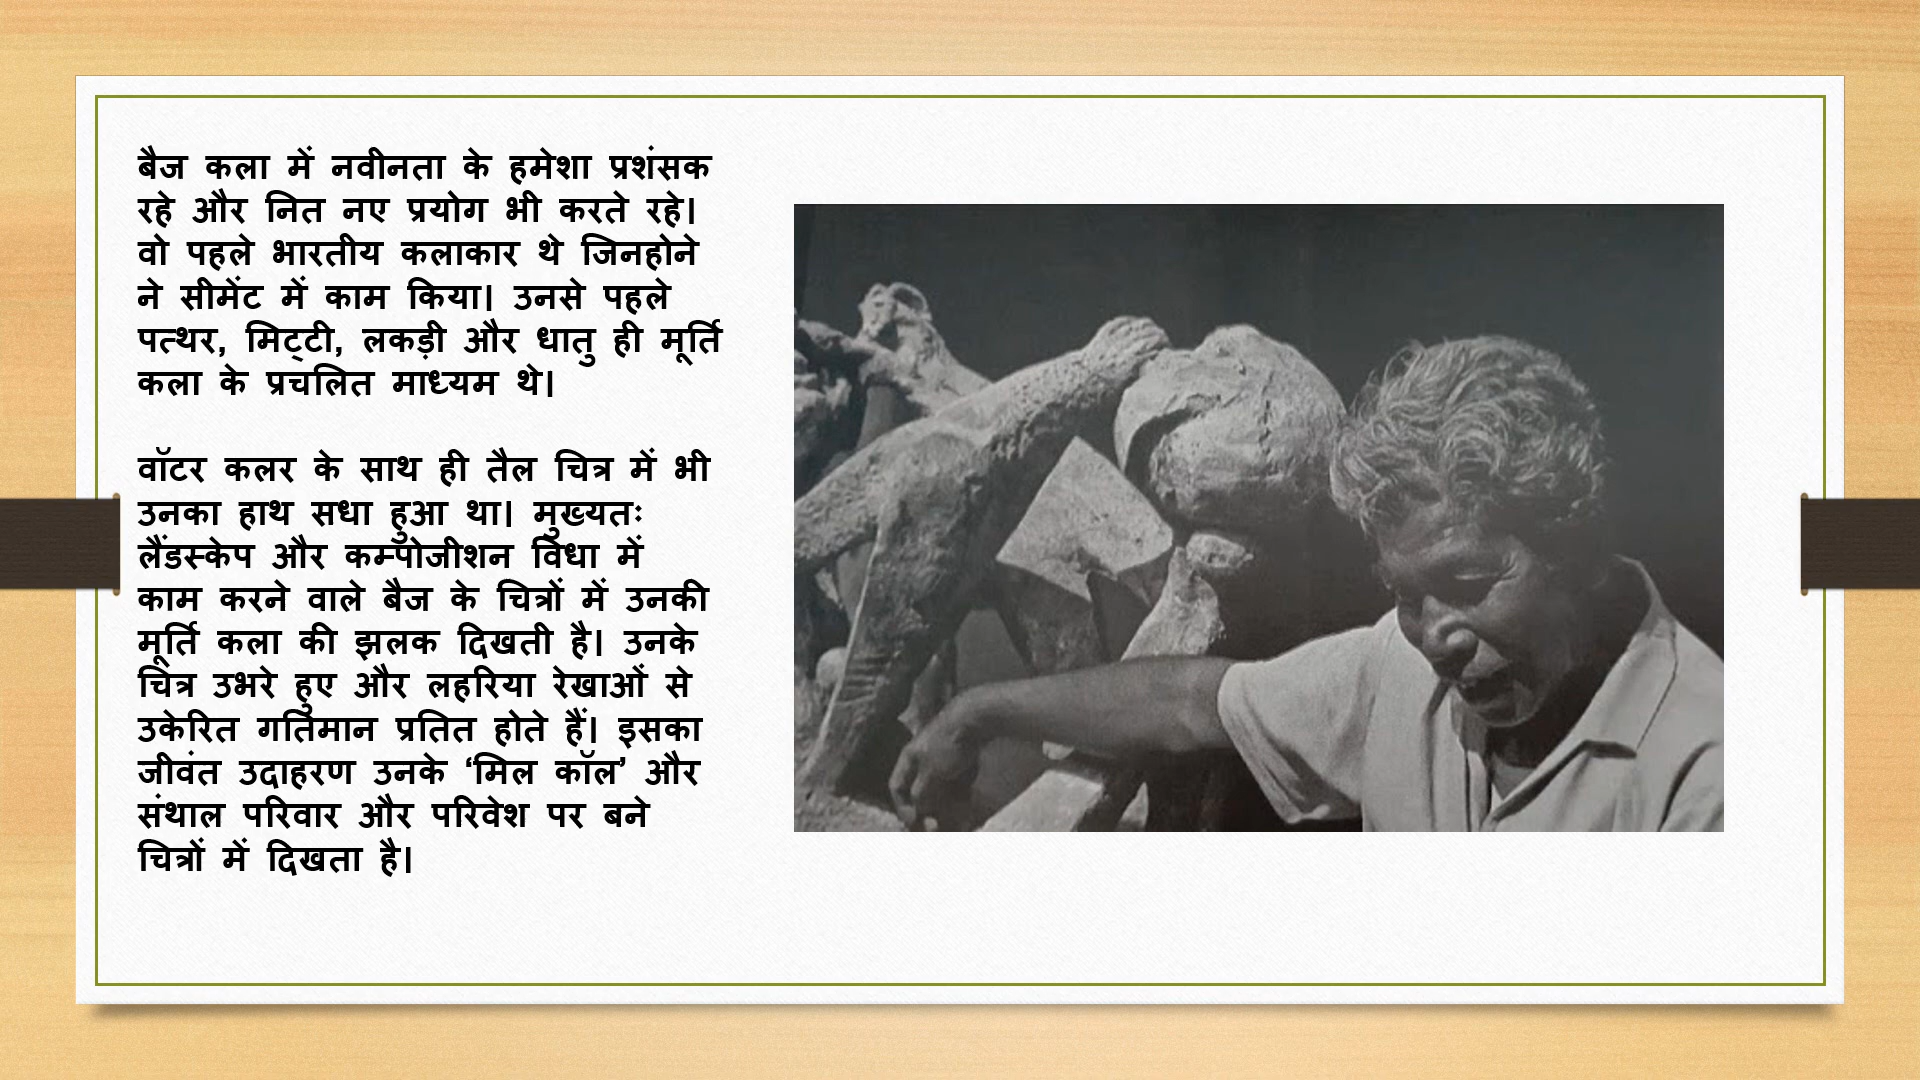 बैज कला में नवीनता के हमेशा प्रशंसक
रहे और नित नए प्रयोग भी करते रहे।
वो पहले भारतीय कलाकार थे जिनहोने
ने सीमेंट में काम किया। उनसे पहले
पत्थर, मिट्टी, लकड़ी और धातु ही मूर्ति
कला के प्रचलित माध्यम थे।
वॉटर कलर के साथ ही तैल चित्र में भी
उनका हाथ सधा हुआ था। मुख्यतः
लैंडस्केप और कम्पोजीशन विधा में
काम करने वाले बैज के चित्रों में उनकी
मूर्ति कला की झलक दिखती है। उनके
चित्र उभरे हुए और लहरिया रेखाओं से
उकेरित गतिमान प्रतित होते हैं। इसका
जीवंत उदाहरण उनके ‘मिल कॉल’ और
संथाल परिवार और परिवेश पर बने
चित्रों में दिखता है।